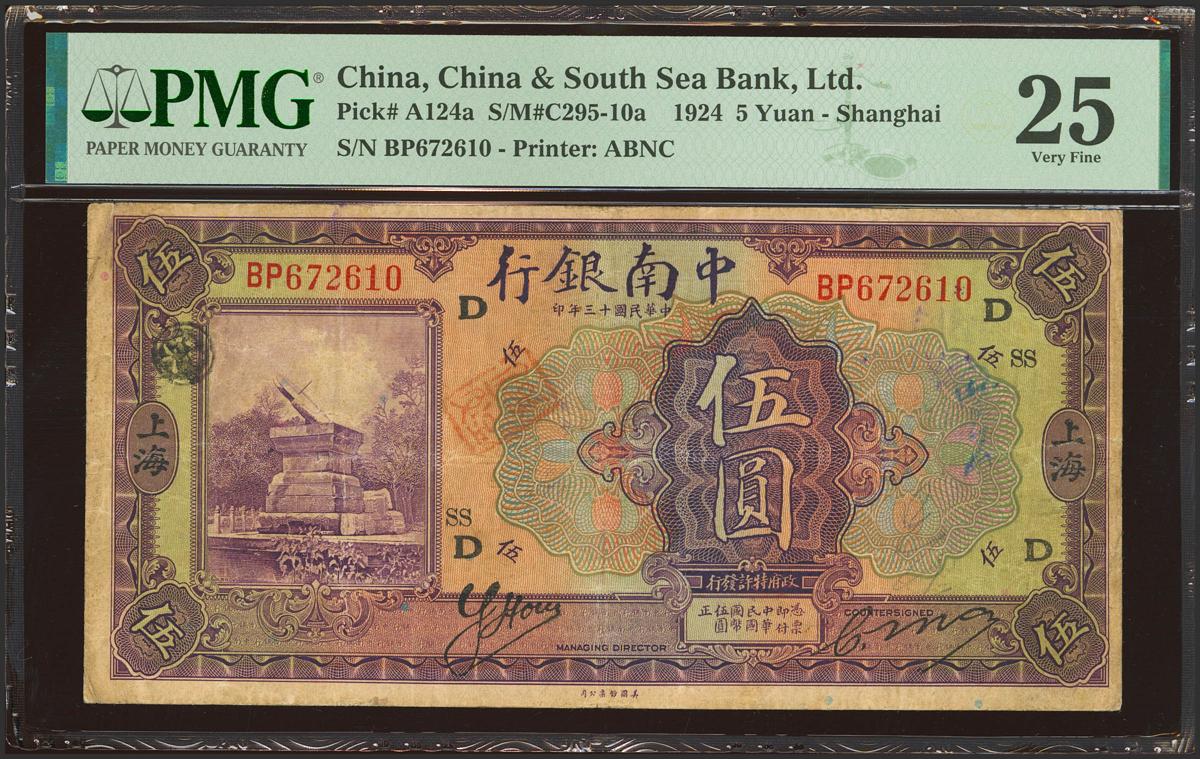 PMG®
PAPER MONEY GUARANTY
China, China & South Sea Bank, Ltd.
Pick# A124a S/M#C295-10a 1924 5 Yuan - Shanghai
S/N BP672610 - Printer: ABNC
25
Very Fine
伍
伍
BP672610
行銀南中
BP672610
印年三十國民華中
D
D
伍
伍
SS
上海
上海
伍圓
S
D
伍
伍
D
行發許特府政
憑票
即付
中華
民國
國幣
伍圓
正
COUNTERSIGNED
MANAGING DIRECTOR
伍
伍